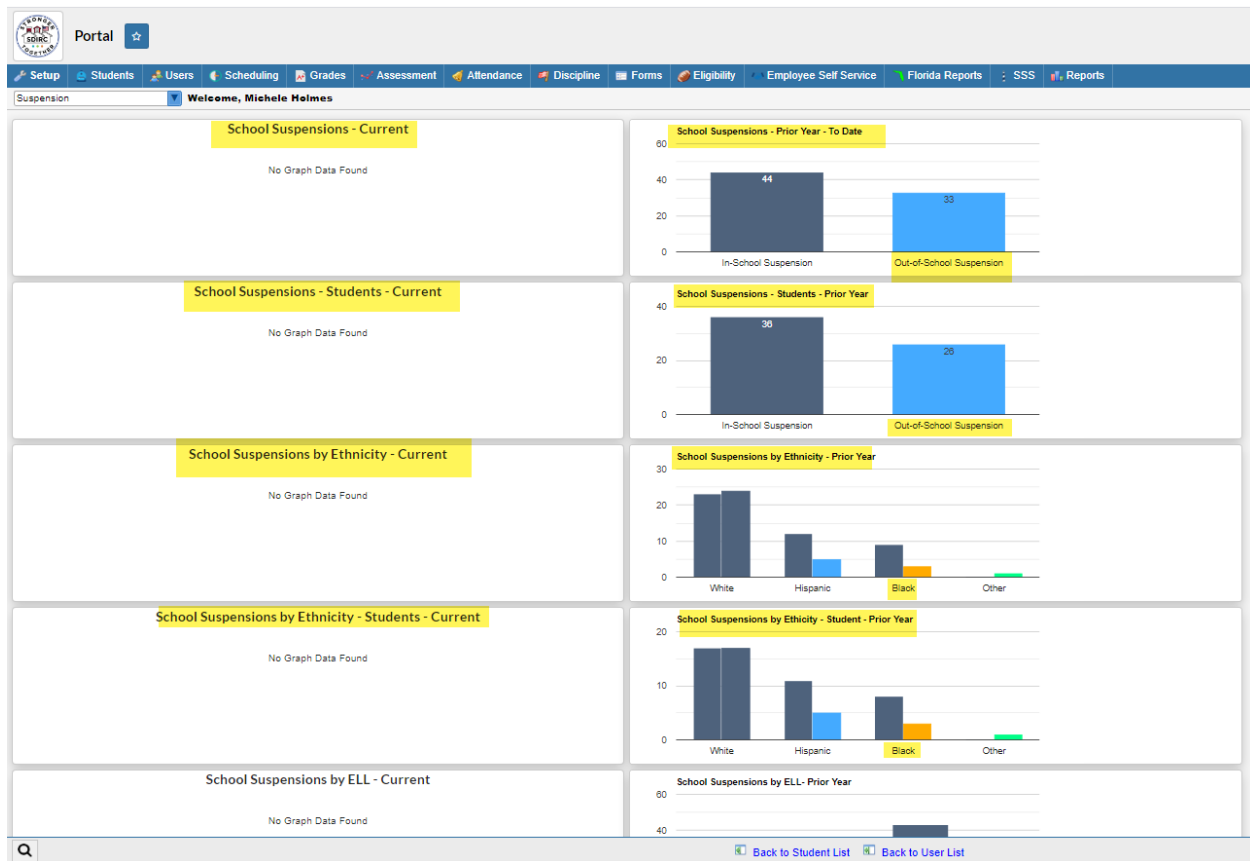 STRONGER
SDIRC
TOGETHER
Portal
Setup Students Users Scheduling Grades Assessment Attendance Discipline Forms Eligibility Employee Self Service Florida Reports SSS Reports
Suspension Welcome, Michele Holmes
School Suspensions - Current
No Graph Data Found
School Suspensions - Prior Year - To Date
60
40
20
0
44
33
In-School Suspension Out-of-School Suspension
School Suspensions - Students - Current
No Graph Data Found
School Suspensions - Students - Prior Year
40
20
0
36
26
In-School Suspension Out-of-School Suspension
School Suspensions by Ethnicity - Current
No Graph Data Found
School Suspensions by Ethnicity - Prior Year
30
20
10
0
White Hispanic Black Other
School Suspensions by Ethnicity - Students - Current
No Graph Data Found
School Suspensions by Ethicity - Student - Prior Year
20
10
0
White Hispanic Black Other
School Suspensions by ELL - Current
No Graph Data Found
School Suspensions by ELL- Prior Year
60
40
Back to Student List Back to User List